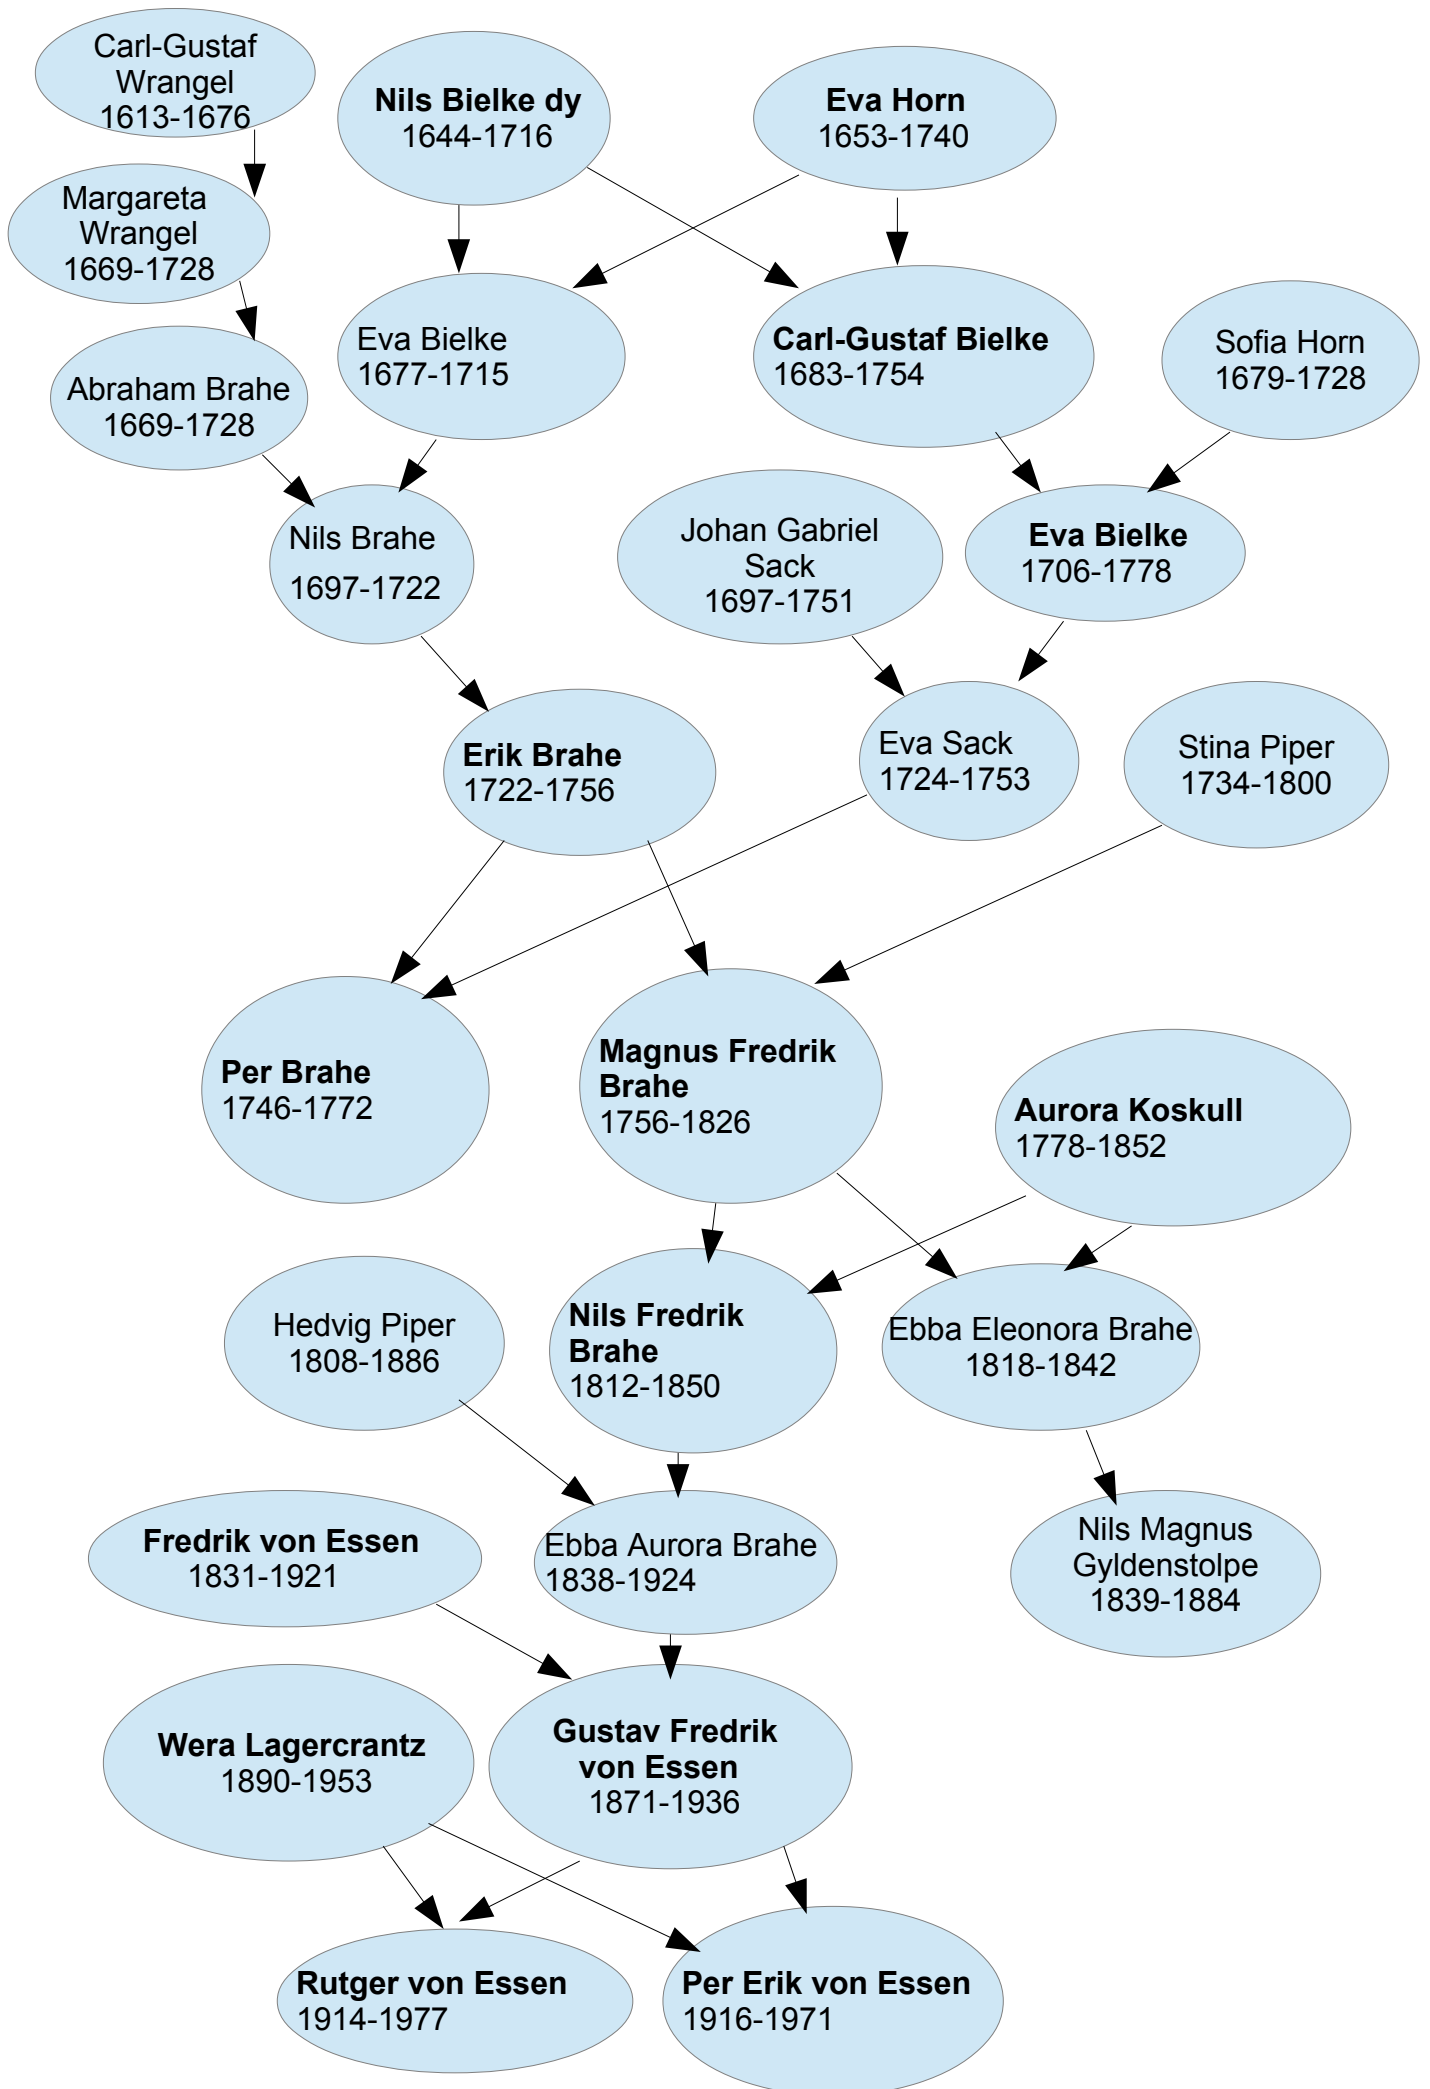 Carl-Gustaf
Wrangel
1613-1676
Nils Bielke dy
1644-1716
Eva Horn
1653-1740
Margareta
Wrangel
1669-1728
Abraham Brahe
1669-1728
Eva Bielke
1677-1715
Carl-Gustaf Bielke
1683-1754
Sofia Horn
1679-1728
Nils Brahe
1697-1722
Johan Gabriel
Sack
1697-1751
Eva Bielke
1706-1778
Erik Brahe
1722-1756
Eva Sack
1724-1753
Stina Piper
1734-1800
Per Brahe
1746-1772
Magnus Fredrik
Brahe
1756-1826
Aurora Koskull
1778-1852
Hedvig Piper
1808-1886
Nils Fredrik
Brahe
1812-1850
Ebba Eleonora Brahe
1818-1842
Fredrik von Essen
1831-1921
Ebba Aurora Brahe
1838-1924
Nils Magnus
Gyldenstolpe
1839-1884
Wera Lagercrantz
1890-1953
Gustav Fredrik
von Essen
1871-1936
Rutger von Essen
1914-1977
Per Erik von Essen
1916-1971